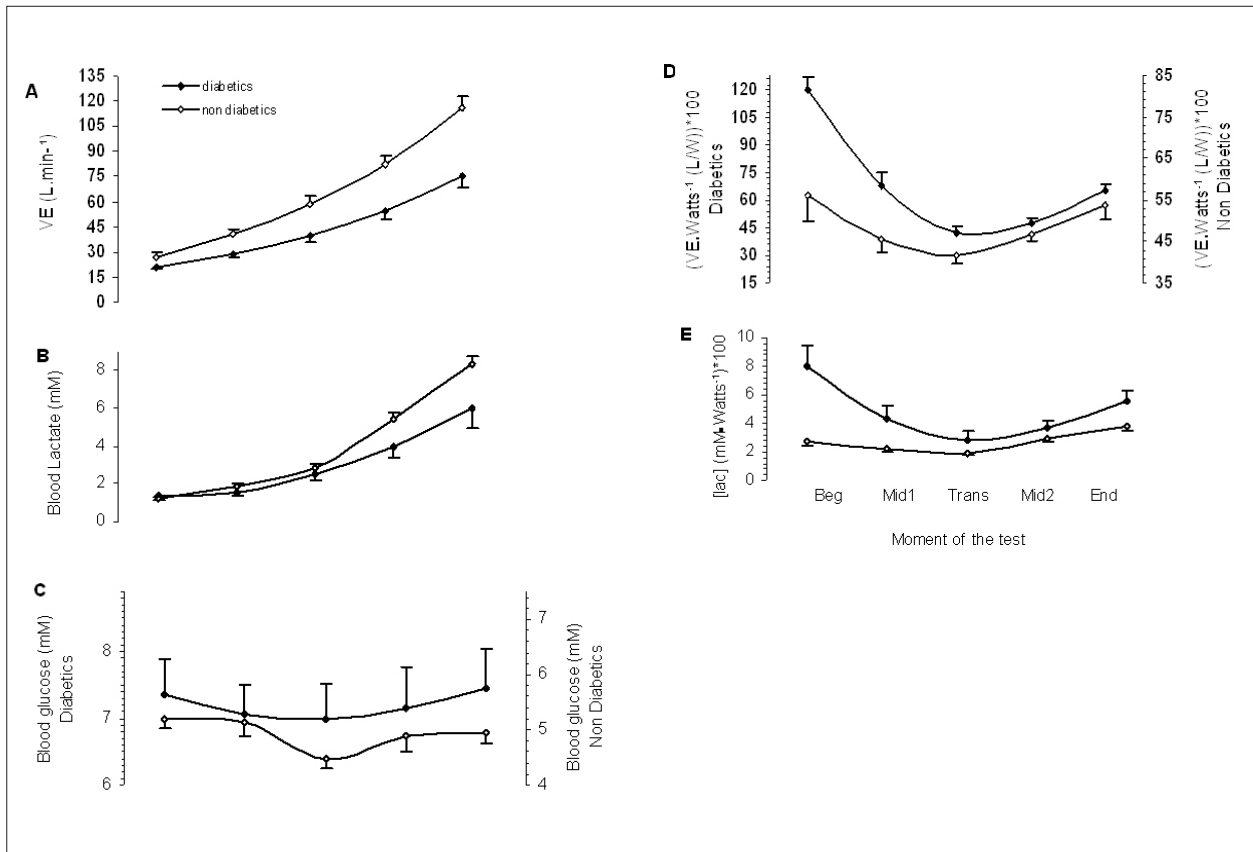 A
VE (L.min-¹)
135
120
105
90
75
60
45
30
15
0
diabetics
non diabetics
B
Blood Lactate (mM)
8
6
4
2
0
C
Blood glucose (mM)
Diabetics
8
7
6
7
6
5
4
Blood glucose (mM)
Non Diabetics
D
(VE.Watts-¹ (L/W))*100
Diabetics
120
105
90
75
60
45
30
15
85
75
65
55
45
35
(VE.Watts-¹ (L/W))*100
Non Diabetics
E
[lac] (mM▪Watts-¹)*100
10
8
6
4
2
0
Beg Mid1 Trans Mid2 End
Moment of the test